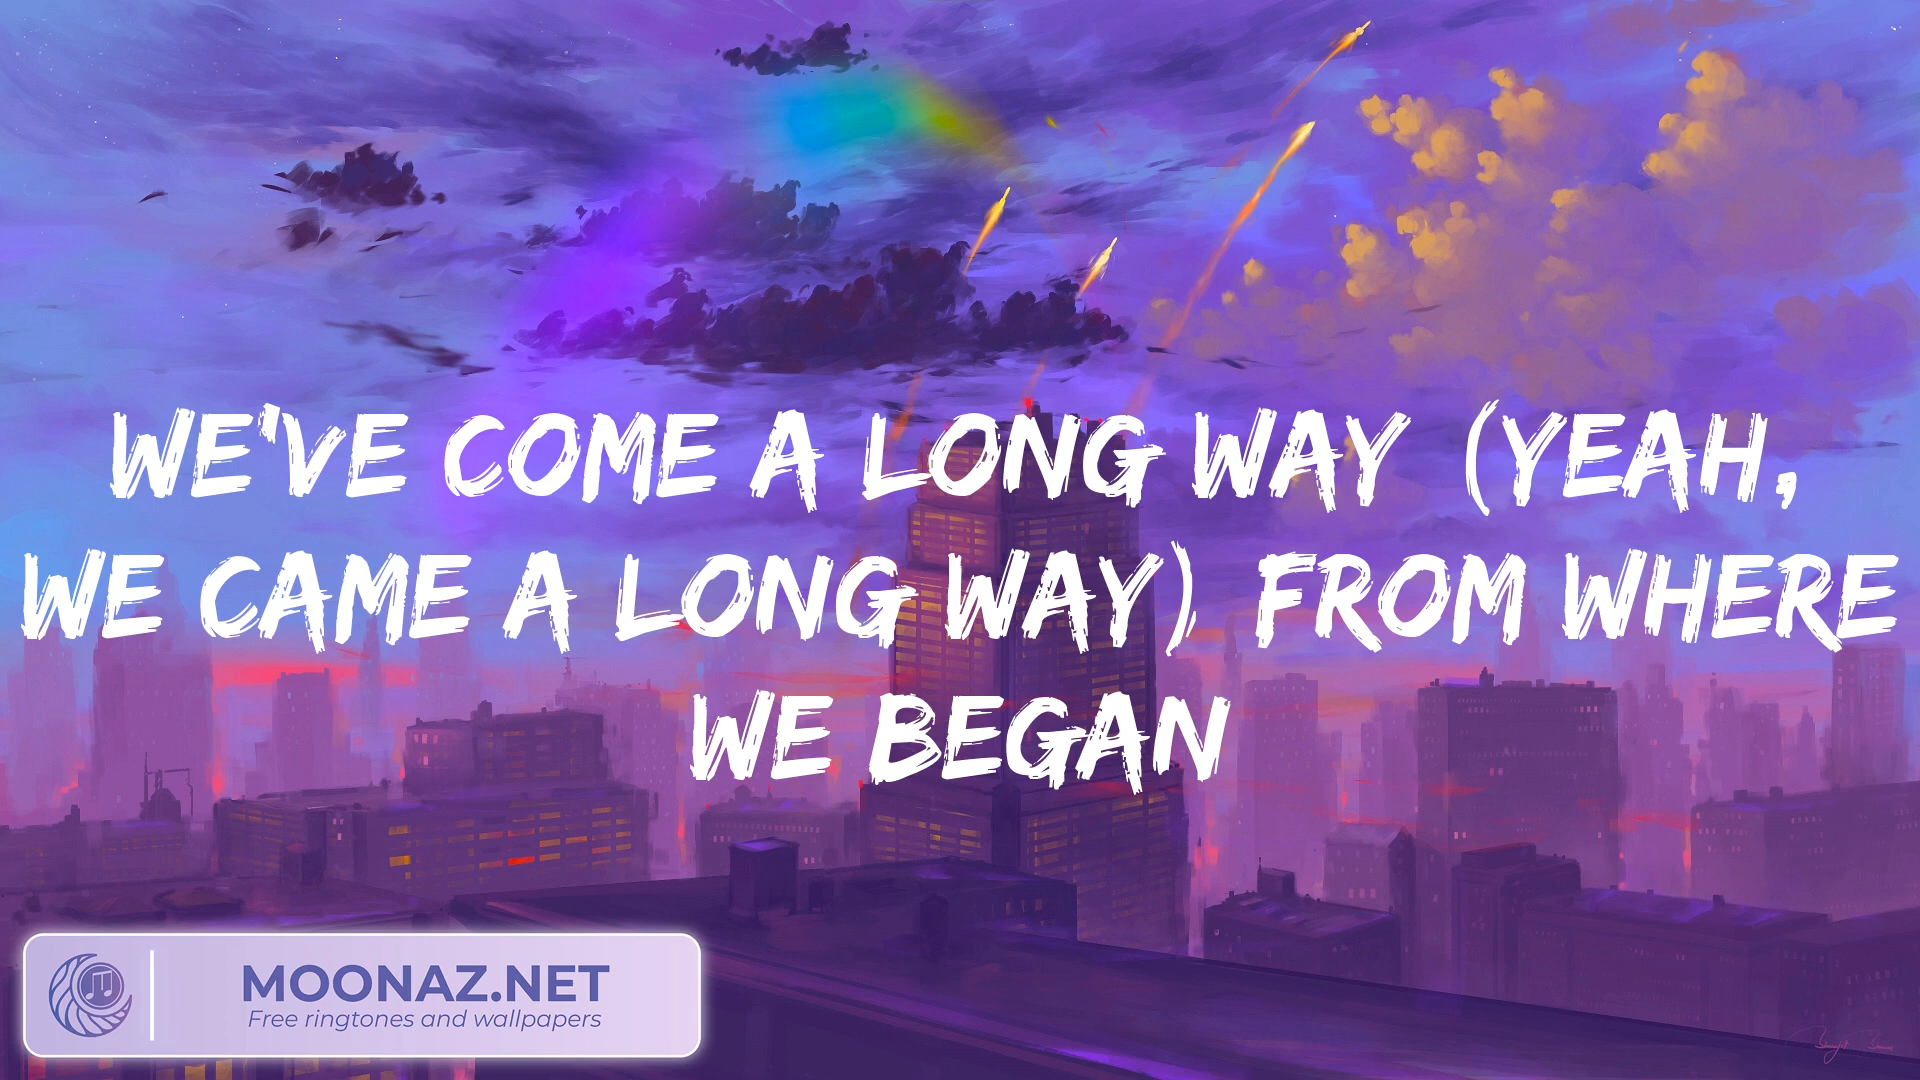 WE'VE COME A LONG WAY (YEAH,
WE CAME A LONG WAY) FROM WHERE
WE BEGAN
MOONAZ.NET
Free ringtones and wallpapers